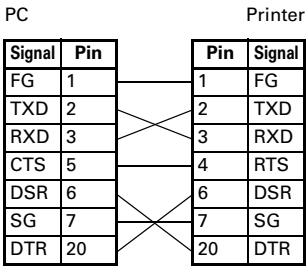 PC Printer
Signal Pin Pin Signal
FG 1 1 FG
TXD 2 2 TXD
RXD 3 3 RXD
CTS 5 4 RTS
DSR 6 6 DSR
SG 7 7 SG
DTR 20 20 DTR